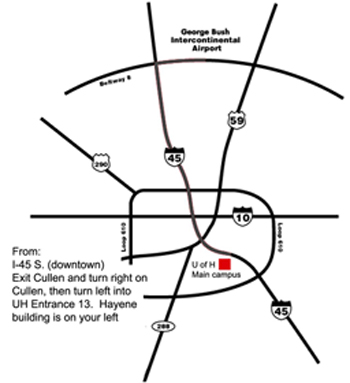 George Bush
Intercontinental
Airport
Beltway 8
59
290
45
10
Loop 610
Loop 610
From:
I-45 S. (downtown)
Exit Cullen and turn right on
Cullen, then turn left into
UH Entrance 13.  Hayene
building is on your left
U of H
Main campus
45
288